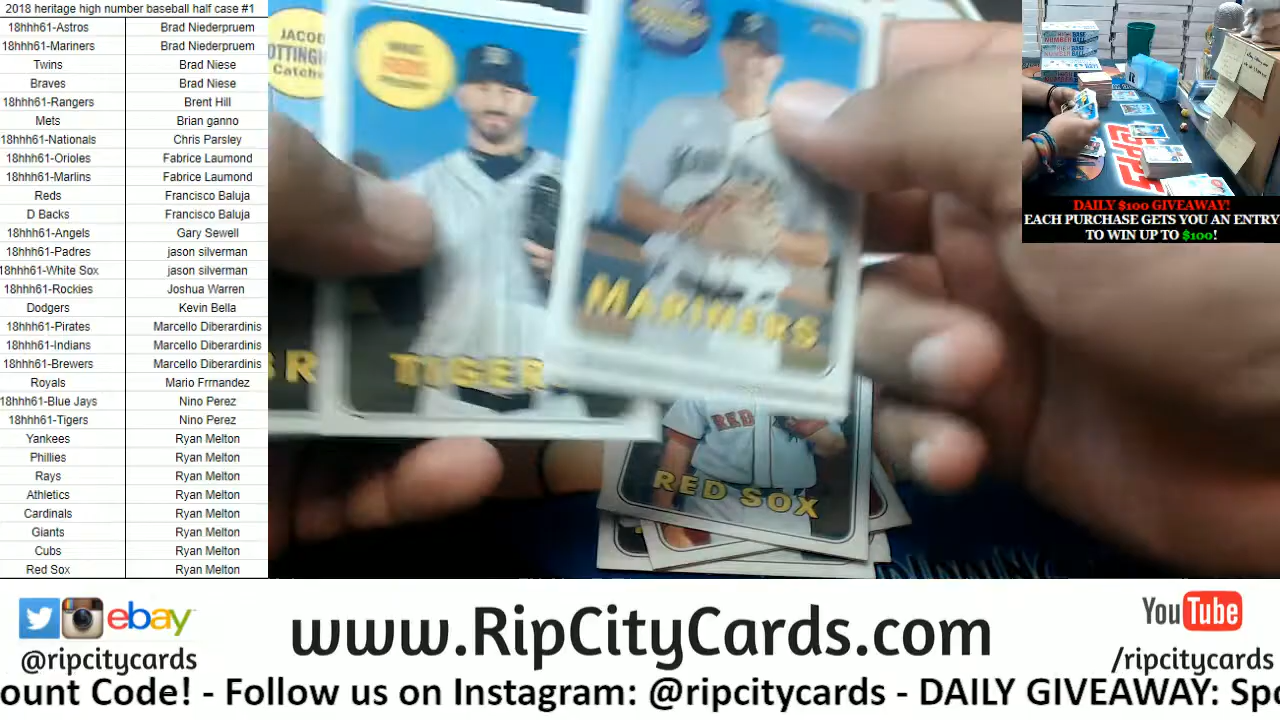 2018 heritage high number baseball half case #1
18hhh61-Astros Brad Niederpruem
18hhh61-Mariners Brad Niederpruem
Twins Brad Niese
Braves Brad Niese
18hhh61-Rangers Brent Hill
Mets Brian ganno
18hhh61-Nationals Chris Parsley
18hhh61-Orioles Fabrice Laumond
18hhh61-Marlins Fabrice Laumond
Reds Francisco Baluja
D Backs Francisco Baluja
18hhh61-Angels Gary Sewell
18hhh61-Padres jason silverman
18hhh61-White Sox jason silverman
18hhh61-Rockies Joshua Warren
Dodgers Kevin Bella
18hhh61-Pirates Marcello Diberardinis
18hhh61-Indians Marcello Diberardinis
18hhh61-Brewers Marcello Diberardinis
Royals Mario Frrnandez
18hhh61-Blue Jays Nino Perez
18hhh61-Tigers Nino Perez
Yankees Ryan Melton
Phillies Ryan Melton
Rays Ryan Melton
Athletics Ryan Melton
Cardinals Ryan Melton
Giants Ryan Melton
Cubs Ryan Melton
Red Sox Ryan Melton
JACOB
OTTINGH
Catche
BR
TIGER
MARINERS
RED SOX
RED
DAILY $100 GIVEAWAY!
EACH PURCHASE GETS YOU AN ENTRY
TO WIN UP TO $100!
ebay
@ripcitycards
www.RipCityCards.com
YouTube
/ripcitycards
ount Code! - Follow us on Instagram: @ripcitycards - DAILY GIVEAWAY: Spo